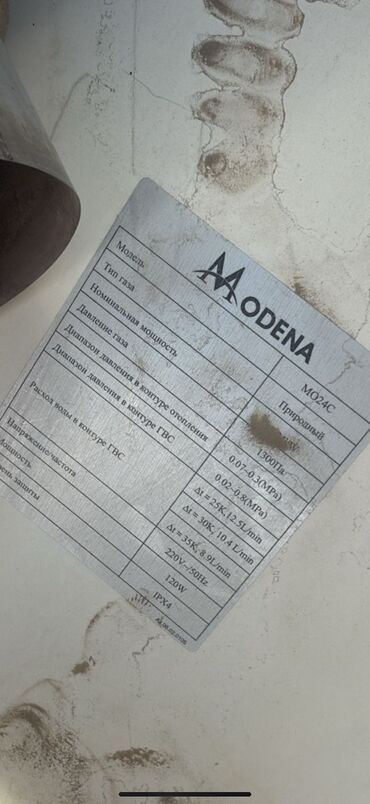 MODENA
Модель MO24C
Тип газа Природный
Номинальная мощность
Давление газа 1300Па
Диапазон давления в контуре отопления 0.07~0.3(MPa)
Диапазон давления в контуре ГВС 0.02~0.8(MPa)
Расход воды в контуре ГВС Δt = 25K,12.5L/min
Δt = 30K, 10.4 L/min
Δt = 35K, 8.9L/min
Напряжение/частота 220V~/50Hz
Мощность 120W
защиты IPX4